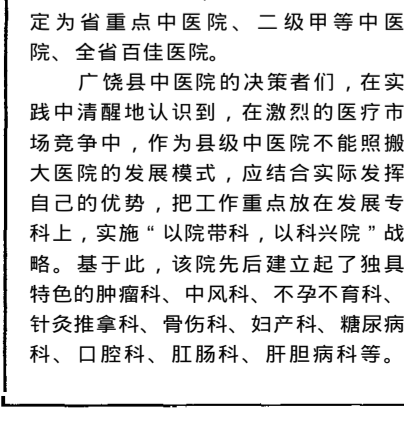 定为省重点中医院、二级甲等中医
院、全省百佳医院。
广饶县中医院的决策者们，在实
践中清醒地认识到，在激烈的医疗市
场竞争中，作为县级中医院不能照搬
大医院的发展模式，应结合实际发挥
自己的优势，把工作重点放在发展专
科上，实施“以院带科，以科兴院”战
略。基于此，该院先后建立起了独具
特色的肿瘤科、中风科、不孕不育科、
针灸推拿科、骨伤科、妇产科、糖尿病
科、口腔科、肛肠科、肝胆病科等。